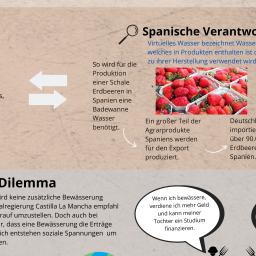 Spanische Verantwo
Virtuelles Wasser bezeichnet Wasse
welches in Produkten enthalten ist o
zu ihrer Herstellung verwendet wird
So wird für die
Produktion
einer Schale
Erdbeeren in
Spanien eine
Badewanne
Wasser
benötigt.
s.
Ein großer Teil der
Agrarprodukte
Spaniens werden
für den Export
produziert.
Deutschl
importie
über 90.
Erdbeere
Spanien.
Dilemma
ird keine zusätzliche Bewässerung
alregierung Castilla La Mancha empfahl
rauf umzustellen. Doch auch bei
r, dass eine Bewässerung die Erträge
ich entstehen soziale Spannungen um
en.
Wenn ich bewässere,
verdiene ich mehr Geld
und kann meiner
Tochter ein Studium
finanzieren.